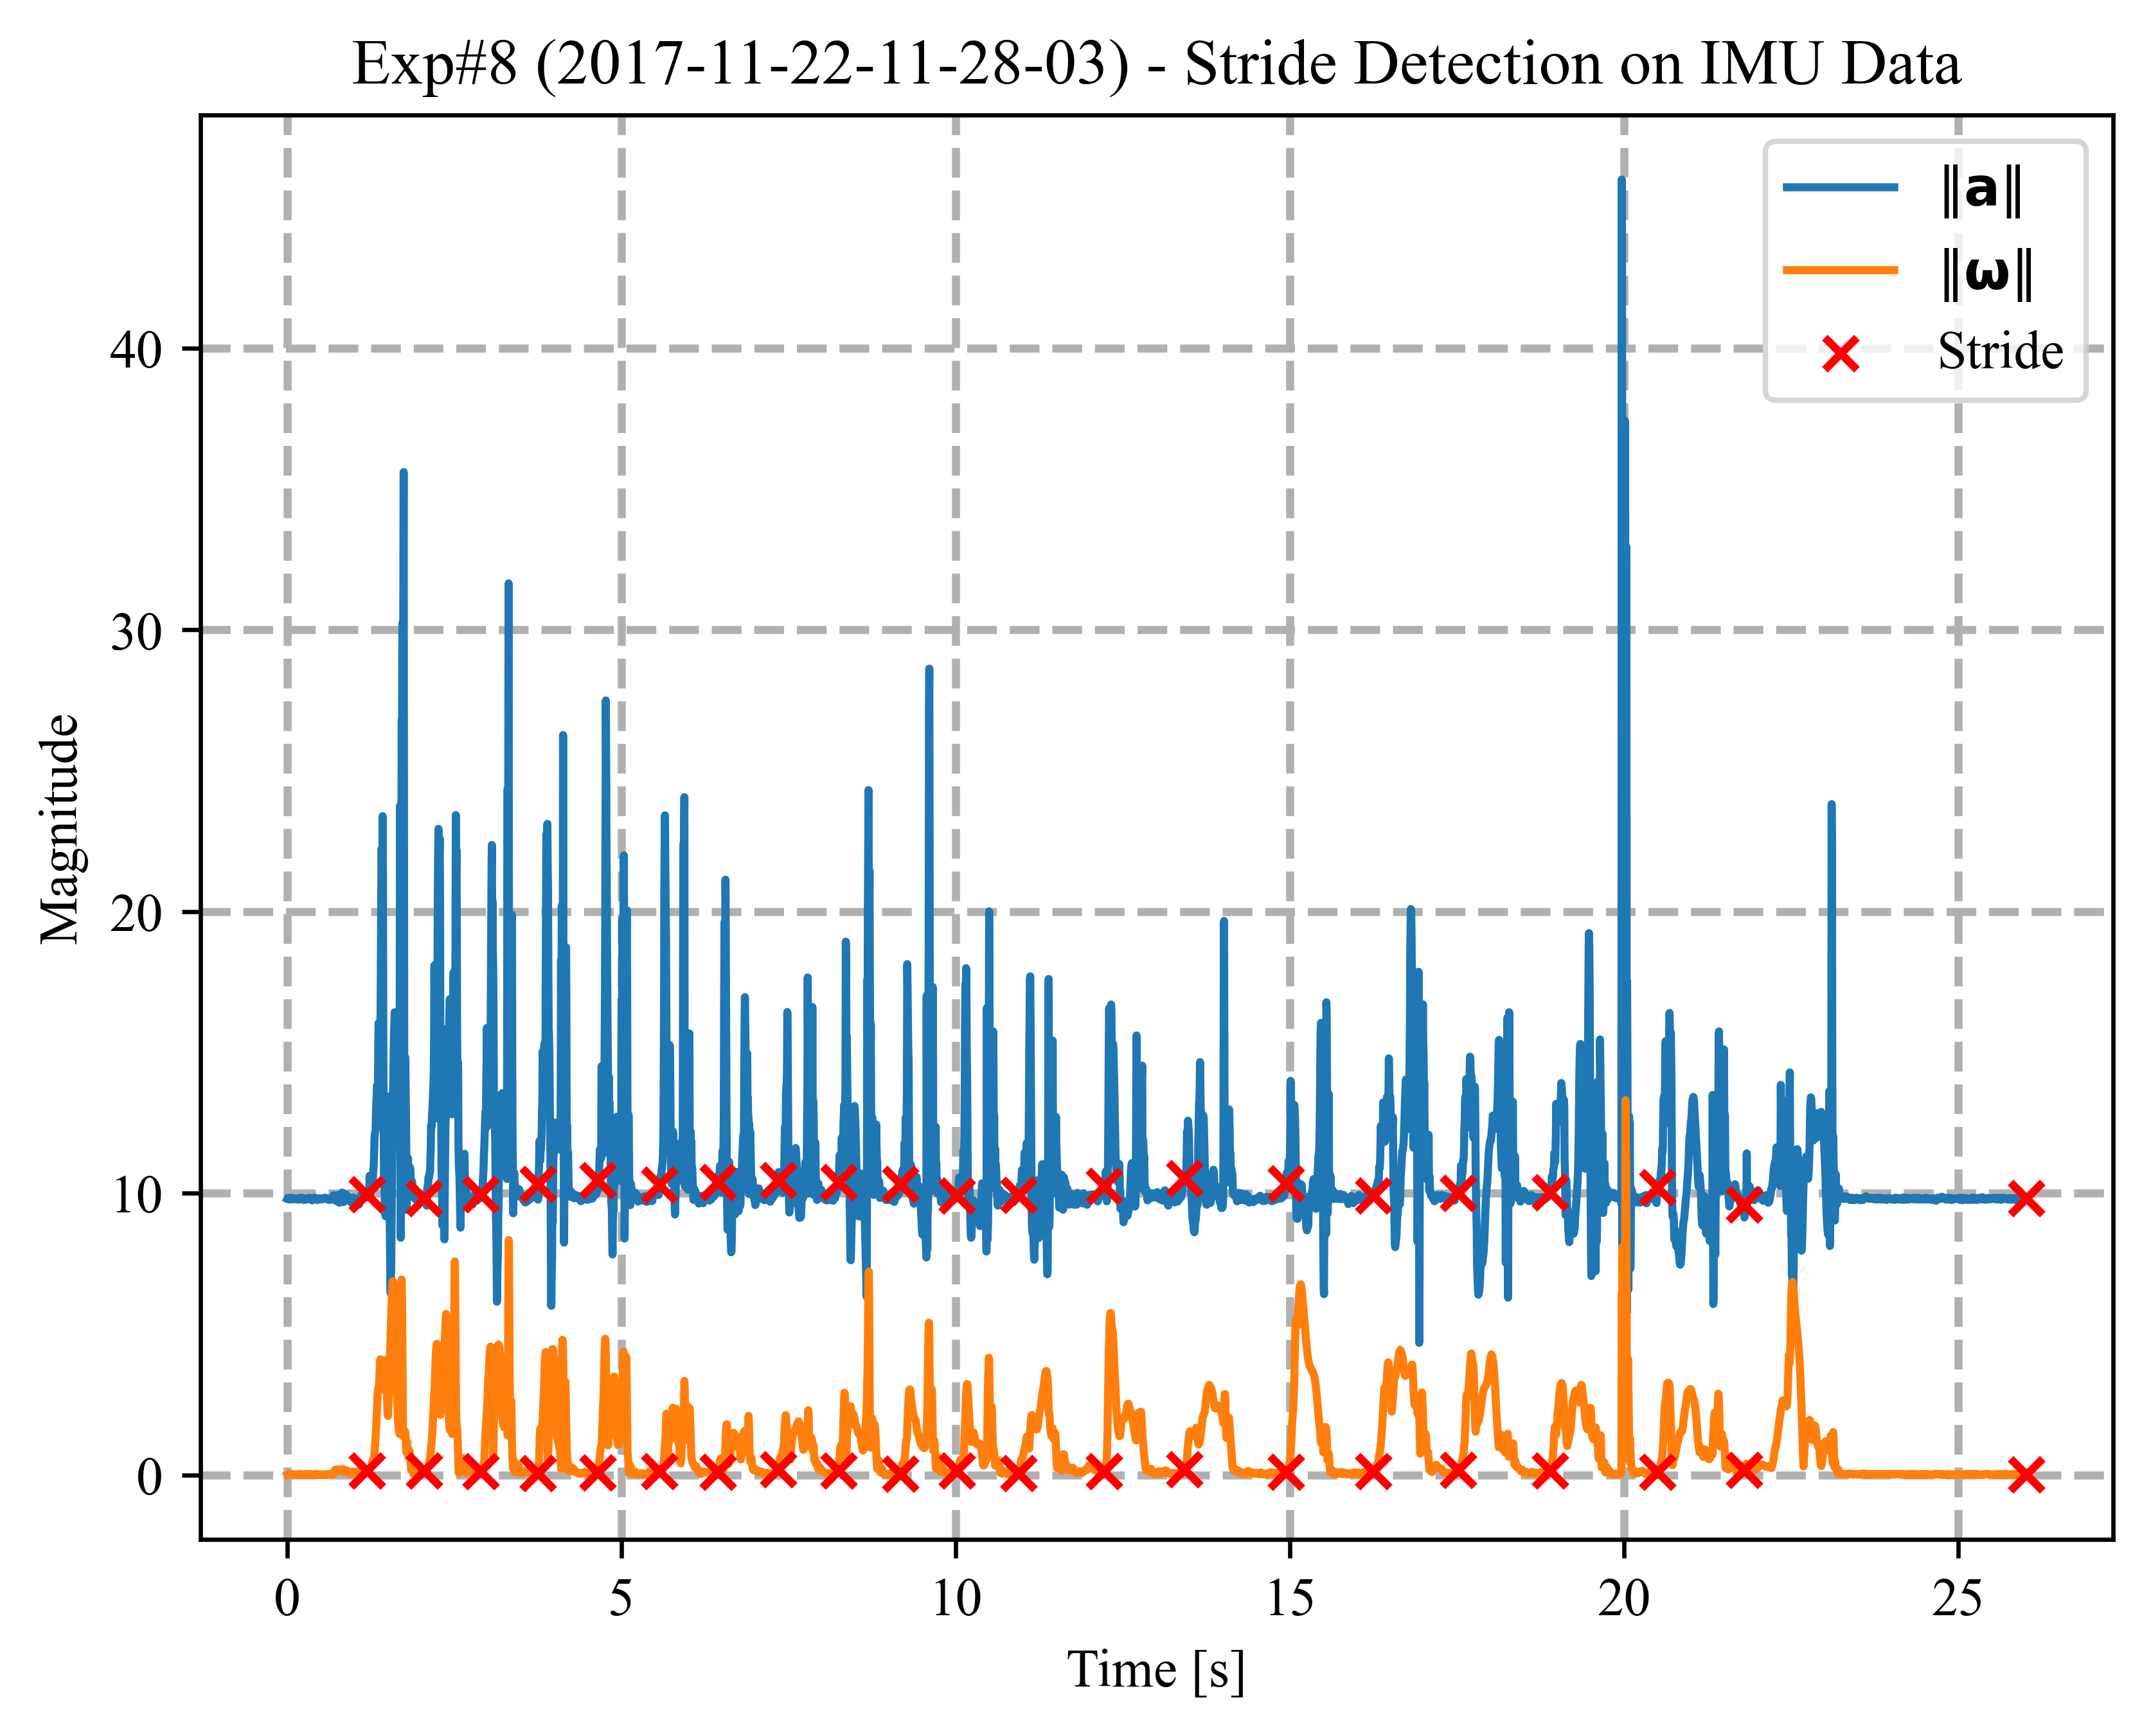 Exp#8 (2017-11-22-11-28-03) - Stride Detection on IMU Data
‖a‖
‖ω‖
Stride
40
30
20
10
0
Magnitude
0 5 10 15 20 25
Time [s]